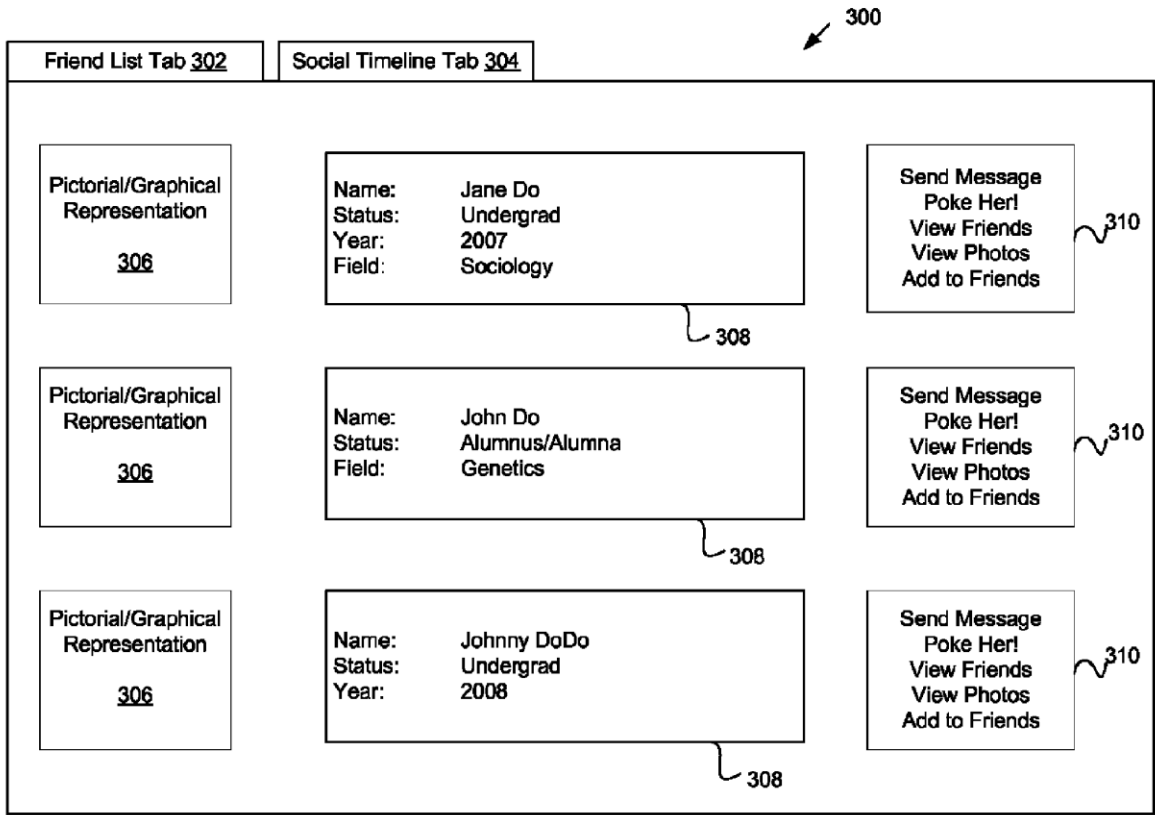 300
Friend List Tab 302
Social Timeline Tab 304
Pictorial/Graphical
Representation
306
Name: Jane Do
Status: Undergrad
Year: 2007
Field: Sociology
308
Send Message
Poke Her!
View Friends
View Photos
Add to Friends
310
Pictorial/Graphical
Representation
306
Name: John Do
Status: Alumnus/Alumna
Field: Genetics
308
Send Message
Poke Her!
View Friends
View Photos
Add to Friends
310
Pictorial/Graphical
Representation
306
Name: Johnny DoDo
Status: Undergrad
Year: 2008
308
Send Message
Poke Her!
View Friends
View Photos
Add to Friends
310